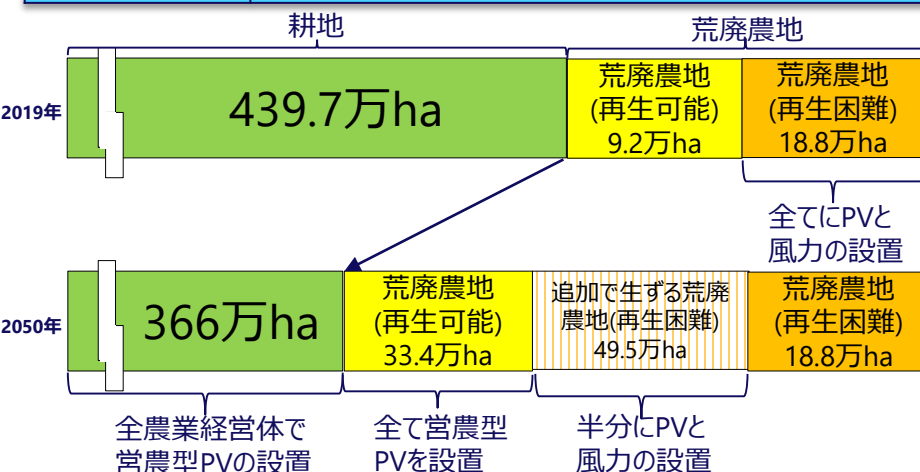 耕地
荒廃農地
2019年
439.7万ha
荒廃農地
(再生可能)
9.2万ha
荒廃農地
(再生困難)
18.8万ha
全てにPVと
風力の設置
2050年
366万ha
荒廃農地
(再生可能)
33.4万ha
追加で生ずる荒廃
農地(再生困難)
49.5万ha
荒廃農地
(再生困難)
18.8万ha
全農業経営体で
営農型PVの設置
全て営農型
PVを設置
半分にPVと
風力の設置